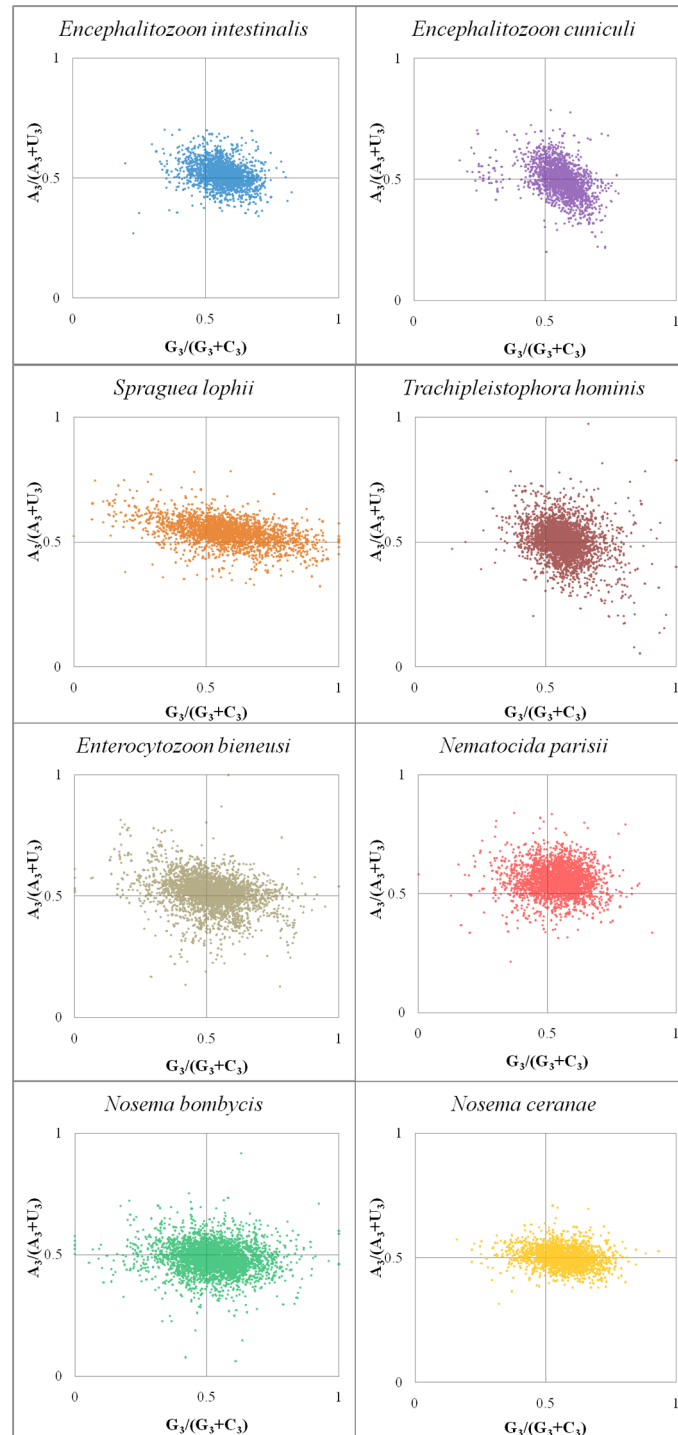 Encephalitozoon intestinalis
1
A₃/(A₃+U₃)
0.5
0
0
0.5
1
G₃/(G₃+C₃)
Encephalitozoon cuniculi
1
A₃/(A₃+U₃)
0.5
0
0
0.5
1
G₃/(G₃+C₃)
Spraguea lophii
1
A₃/(A₃+U₃)
0.5
0
0
0.5
1
G₃/(G₃+C₃)
Trachipleistophora hominis
1
A₃/(A₃+U₃)
0.5
0
0
0.5
1
G₃/(G₃+C₃)
Enterocytozoon bieneusi
1
A₃/(A₃+U₃)
0.5
0
0
0.5
1
G₃/(G₃+C₃)
Nematocida parisii
1
A₃/(A₃+U₃)
0.5
0
0
0.5
1
G₃/(G₃+C₃)
Nosema bombycis
1
A₃/(A₃+U₃)
0.5
0
0
0.5
1
G₃/(G₃+C₃)
Nosema ceranae
1
A₃/(A₃+U₃)
0.5
0
0
0.5
1
G₃/(G₃+C₃)